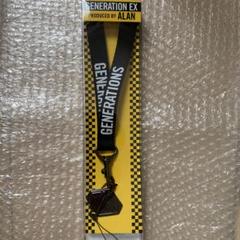 GENERATION EX
PRODUCED BY ALAN
GENERATIONS
GENERATIONS